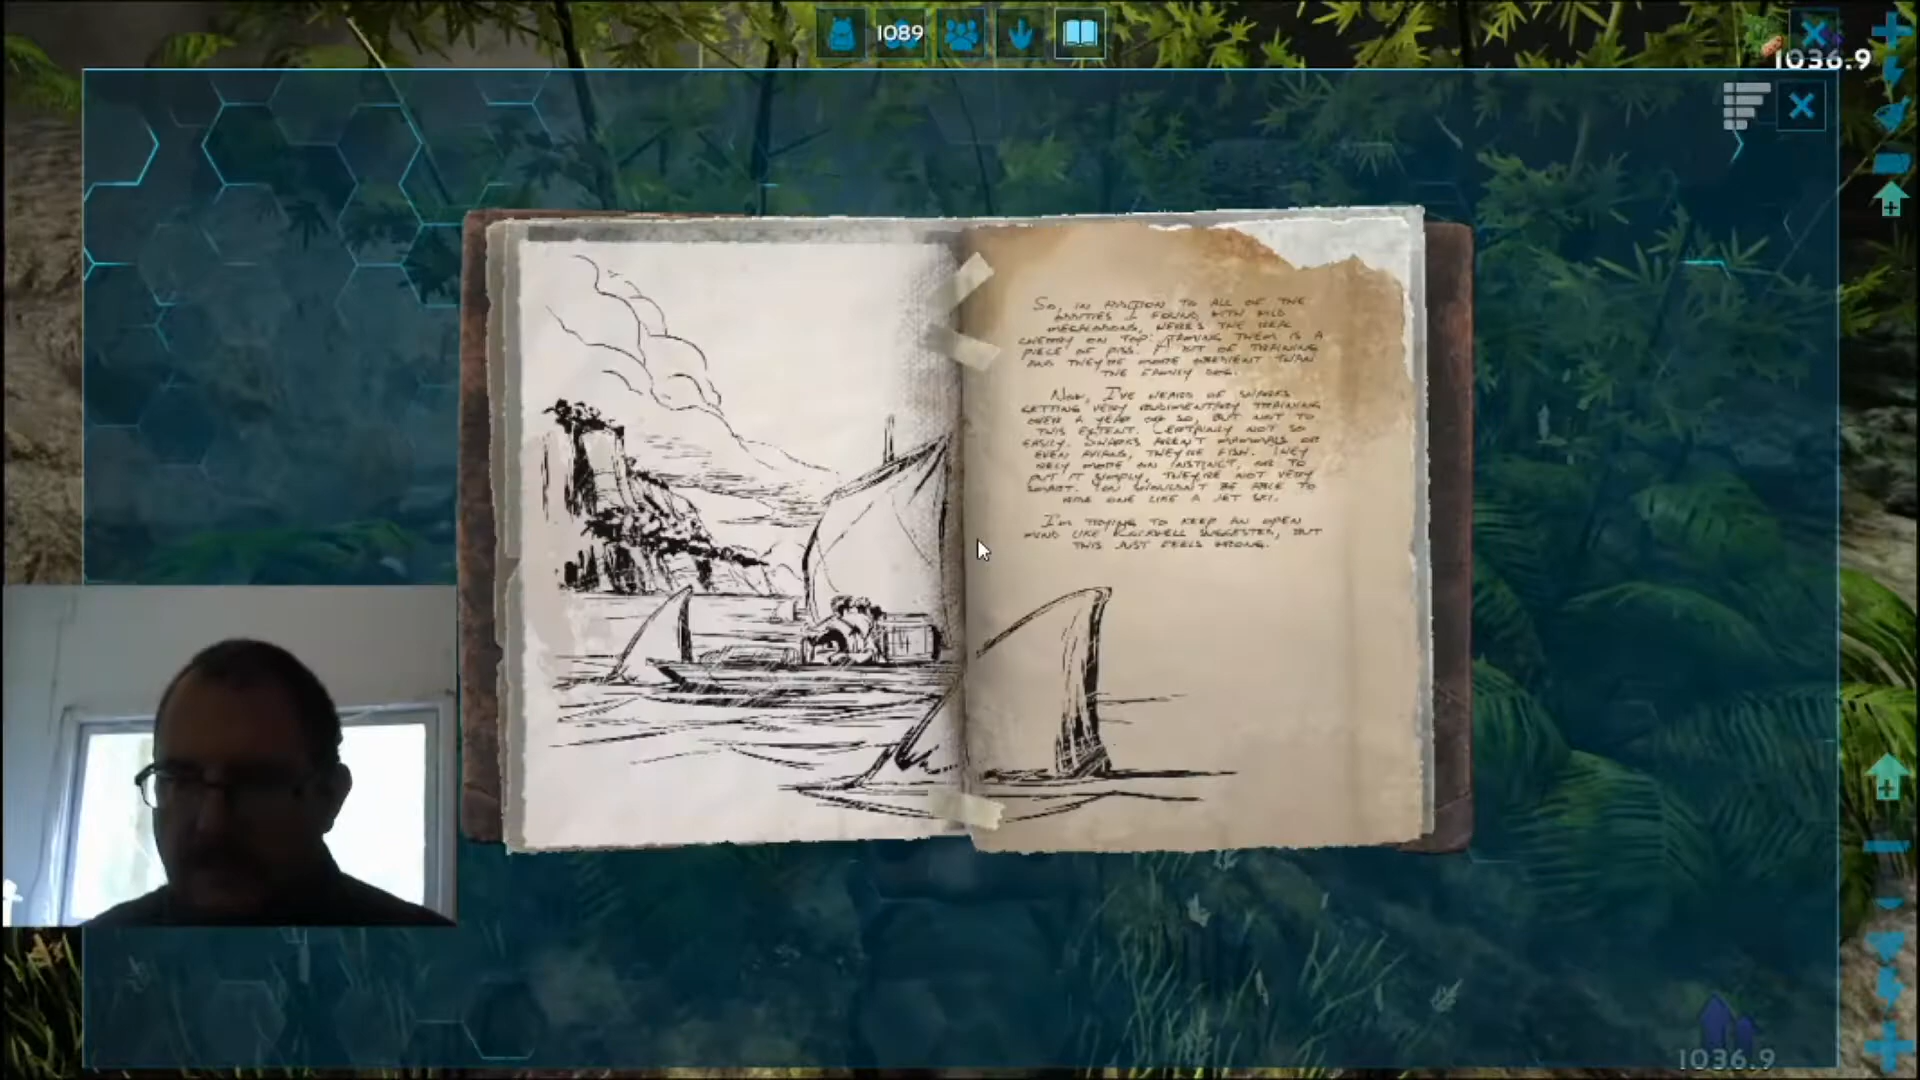 1089
1036.9
So, in addition to all of the
oddities I found with wild
megalodons, here's the real
cherry on top: taming them is a
piece of piss. A bit of training
and they're more obedient than
the family dog.
Now, I've heard of sharks
getting very rudimentary training
over a year or so, but not to
this extent. Certainly not so
easily. Sharks aren't mammals or
even avians, they're fish. They
rely more on instinct, or to
put it simply, they're not very
smart. You shouldn't be able to
ride one like a jet ski.
I'm trying to keep an open
mind like Rockwell suggested, but
this just feels wrong.
1036.9